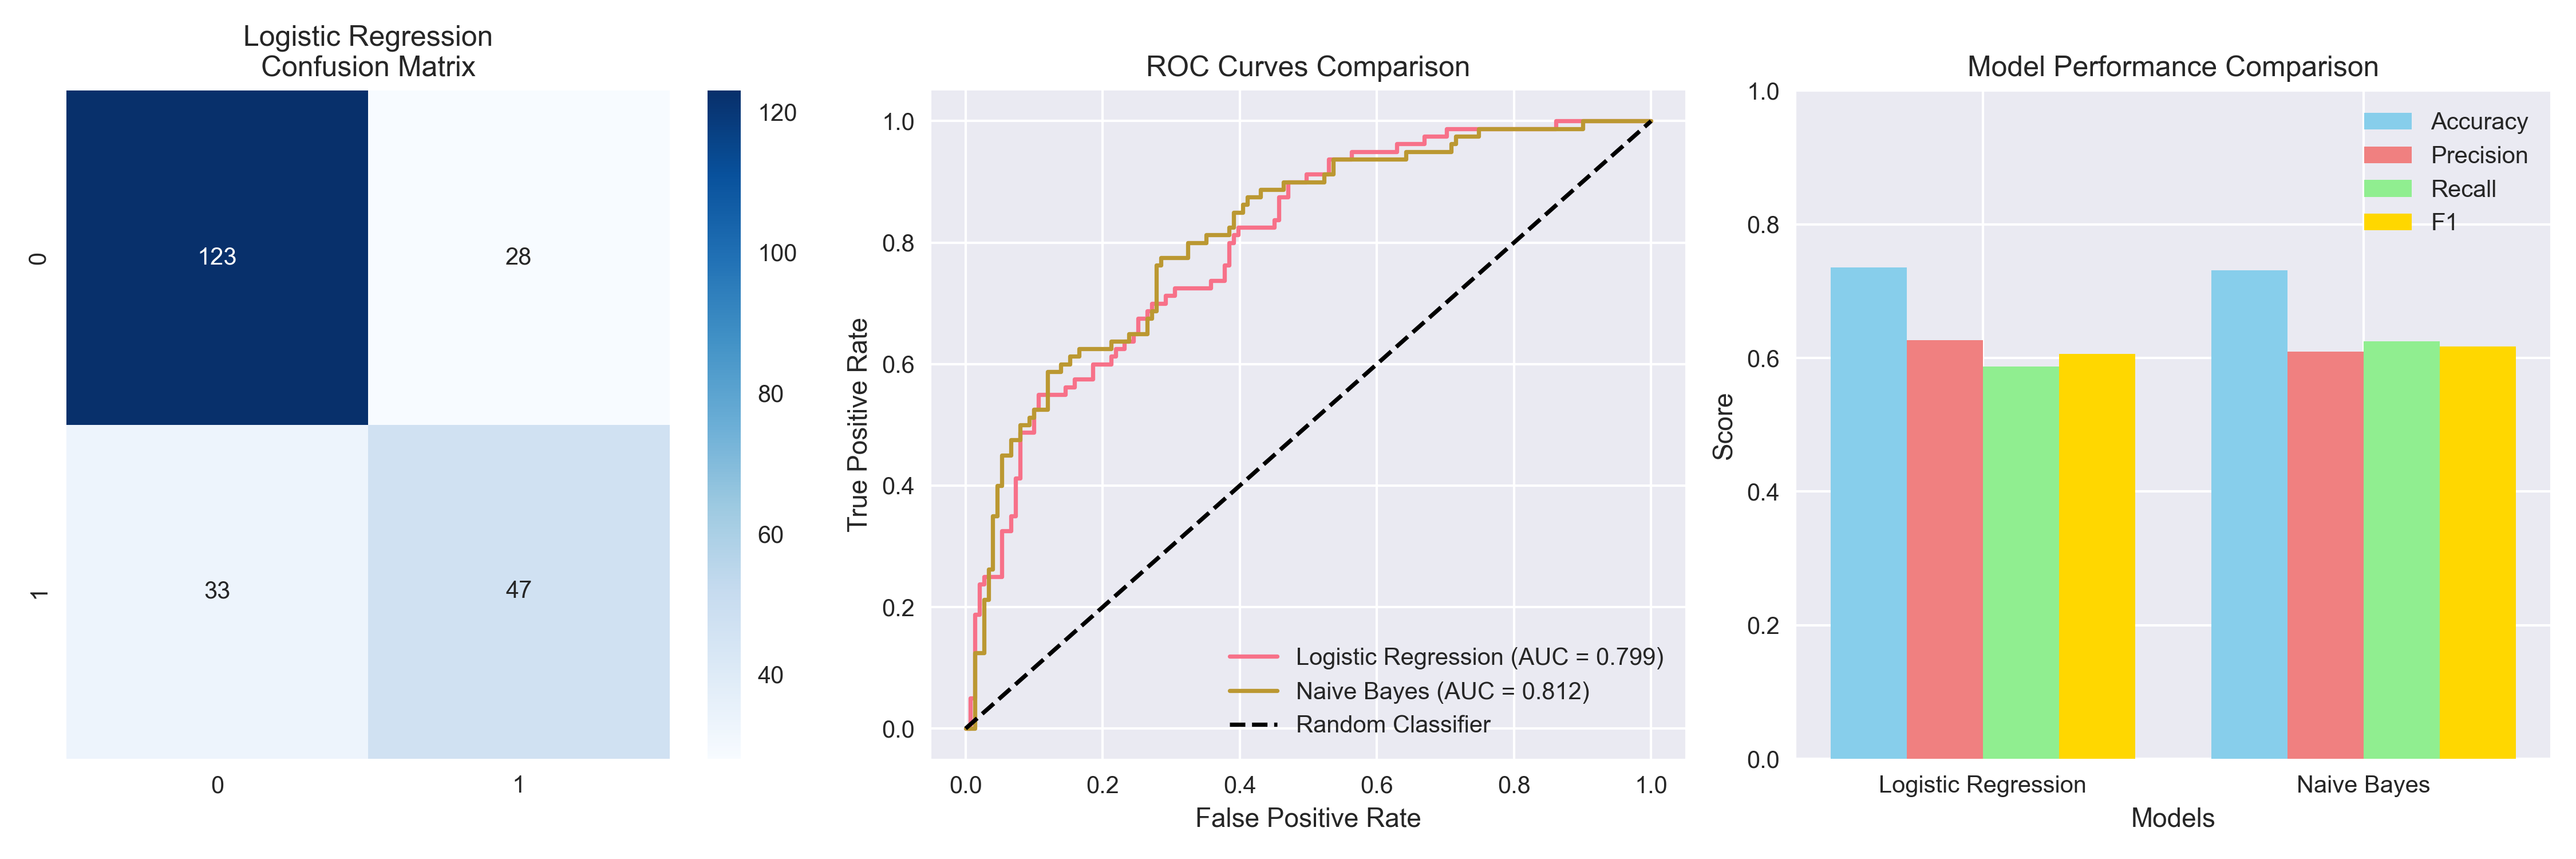 Logistic Regression
Confusion Matrix
123
28
33
47
0
1
0
1
120
100
80
60
40
ROC Curves Comparison
True Positive Rate
1.0
0.8
0.6
0.4
0.2
0.0
Logistic Regression (AUC = 0.799)
Naive Bayes (AUC = 0.812)
Random Classifier
0.0 0.2 0.4 0.6 0.8 1.0
False Positive Rate
Model Performance Comparison
Score
1.0
0.8
0.6
0.4
0.2
0.0
Accuracy
Precision
Recall
F1
Logistic Regression Naive Bayes
Models